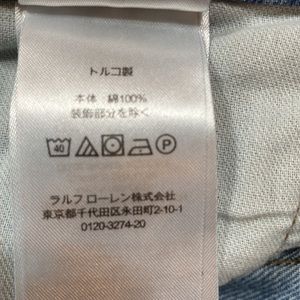 トルコ製
本体 綿100%
装飾部分を除く
40 P
ラルフ ローレン株式会社
東京都千代田区永田町2-10-1
0120-3274-20